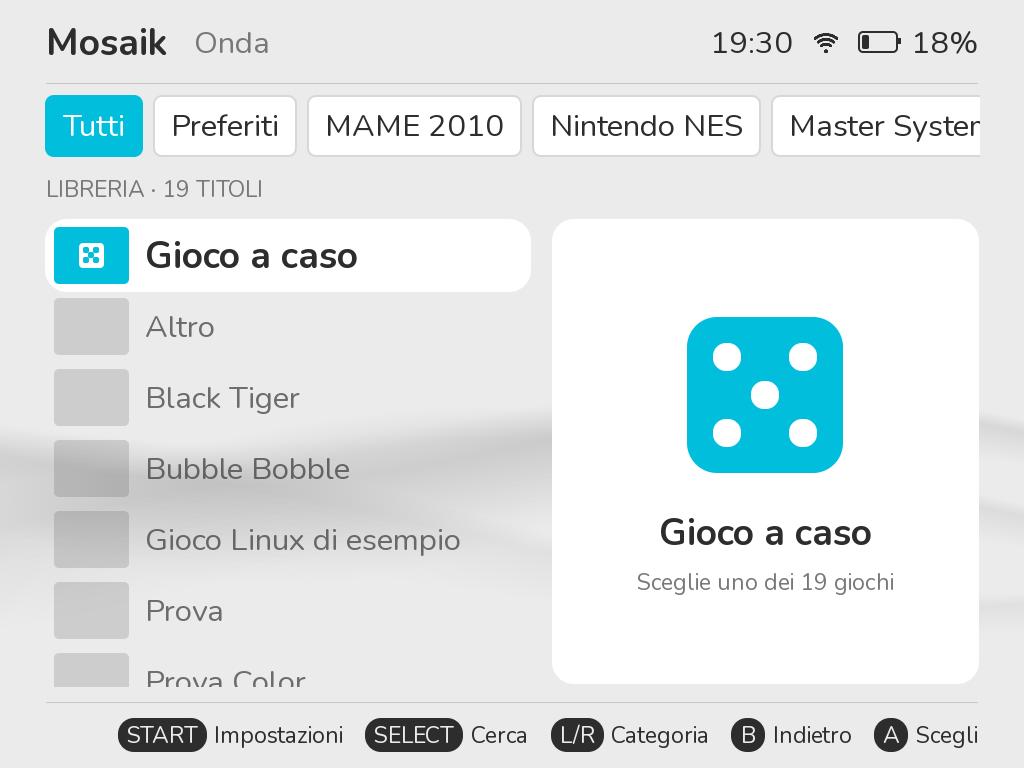 Mosaik Onda 19:30 18%
Tutti Preferiti MAME 2010 Nintendo NES Master System
LIBRERIA · 19 TITOLI
Gioco a caso
Altro
Black Tiger
Bubble Bobble
Gioco Linux di esempio
Prova
Prova Color
Gioco a caso
Sceglie uno dei 19 giochi
START Impostazioni SELECT Cerca L/R Categoria B Indietro A Scegli